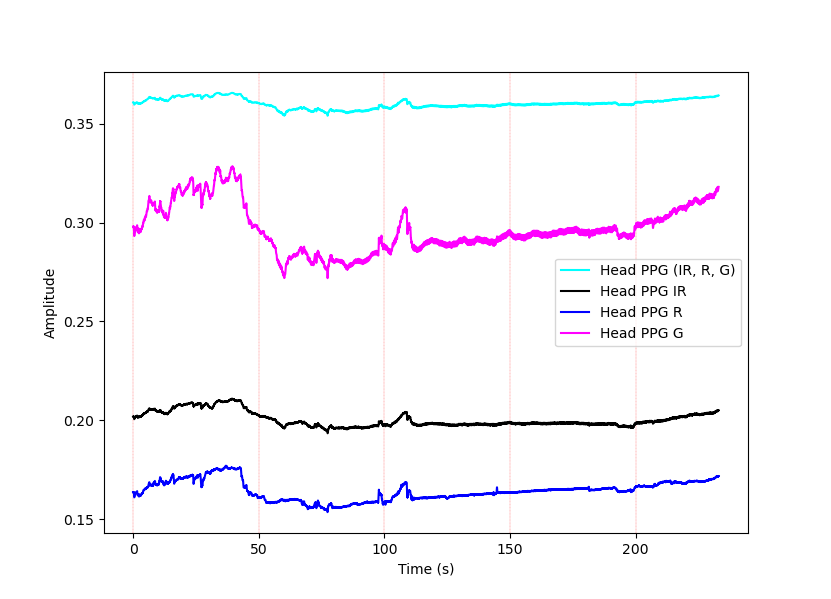 0.35
0.30
0.25
0.20
0.15
Amplitude
Head PPG (IR, R, G)
Head PPG IR
Head PPG R
Head PPG G
0
50
100
150
200
Time (s)